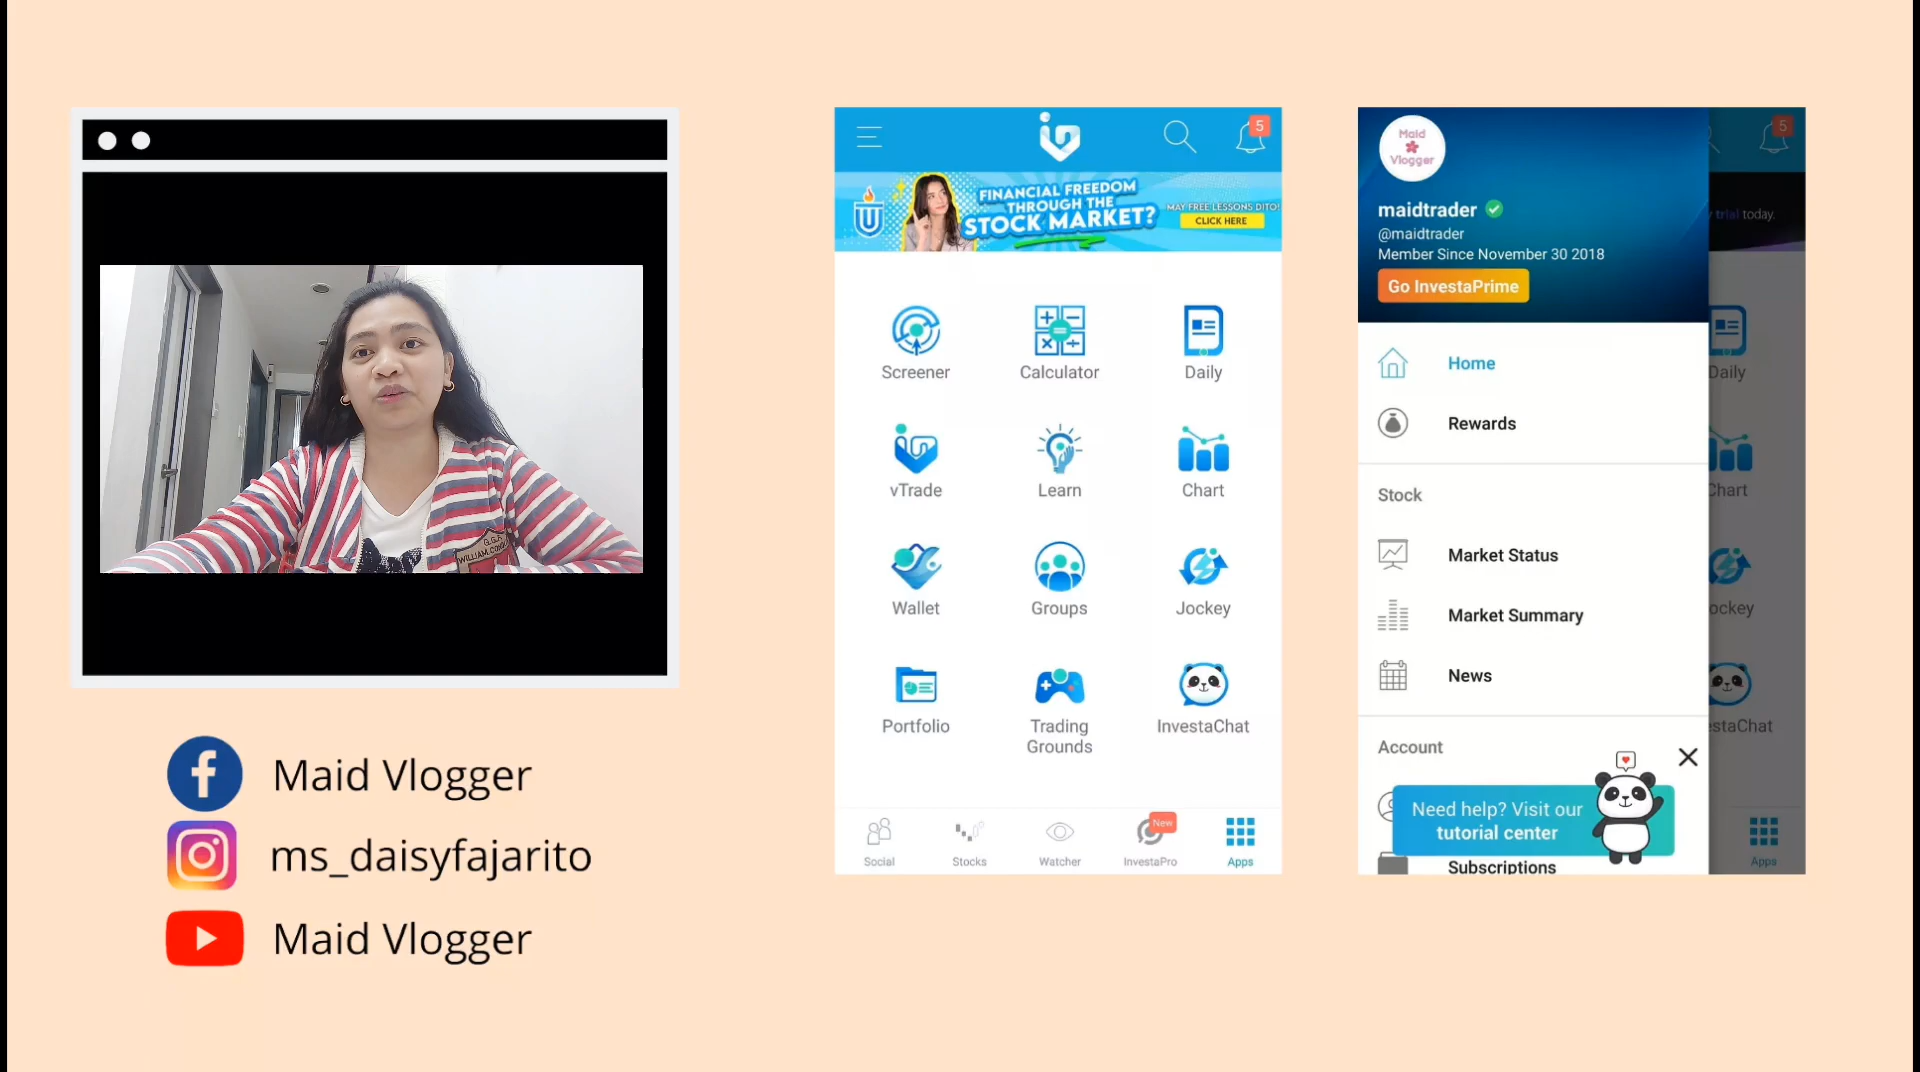 G.G.A
WILLIAM.CONQ
Maid Vlogger
ms_daisyfajarito
Maid Vlogger
5
U
FINANCIAL FREEDOM
THROUGH THE
STOCK MARKET?
MAY FREE LESSONS DITO!
CLICK HERE
Screener
Calculator
Daily
vTrade
Learn
Chart
Wallet
Groups
Jockey
Portfolio
Trading
Grounds
InvestaChat
New
Social
Stocks
Watcher
InvestaPro
Apps
Maid
Vlogger
maidtrader
@maidtrader
Member Since November 30 2018
Go InvestaPrime
Home
Rewards
Stock
Market Status
Market Summary
News
Account
Need help? Visit our
tutorial center
Subscriptions
5
trial today.
Daily
Chart
ockey
staChat
Apps